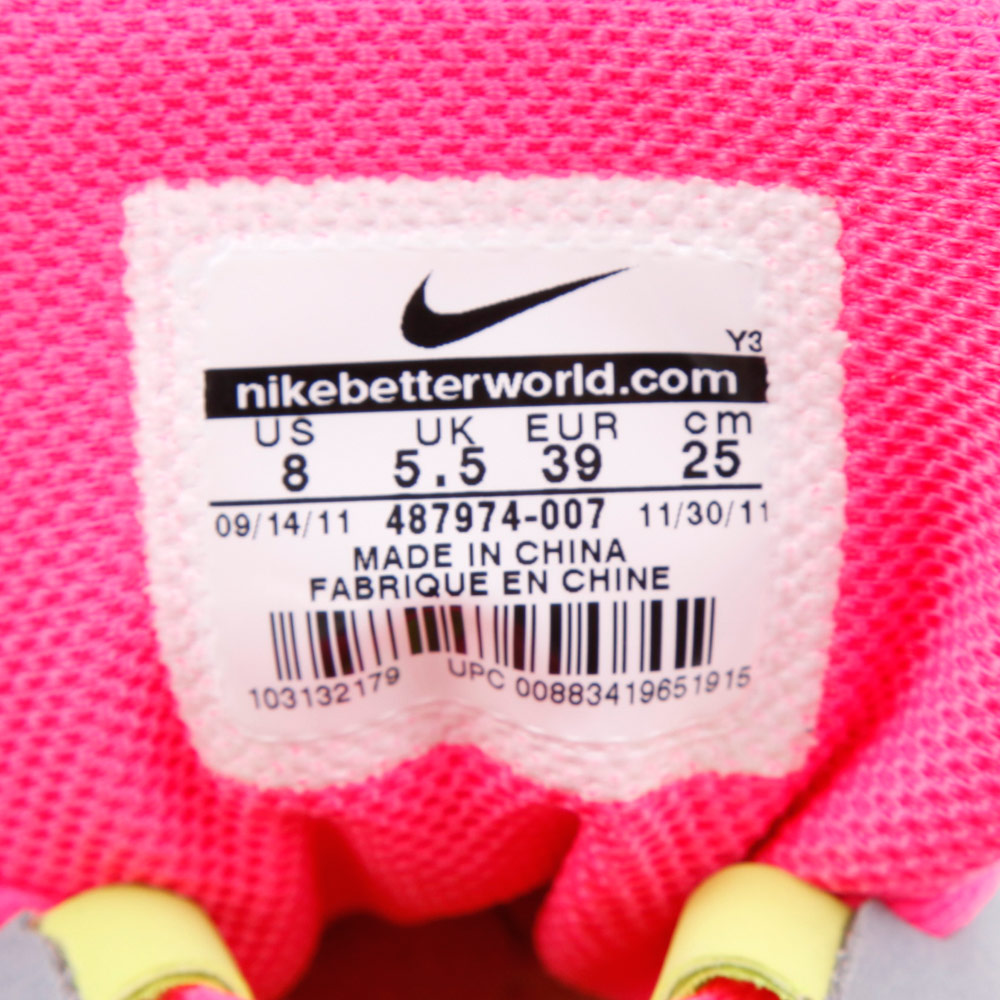 Y3
nikebetterworld.com
US UK EUR cm
8 5.5 39 25
09/14/11 487974-007 11/30/11
MADE IN CHINA
FABRIQUE EN CHINE
103132179 UPC 00883419651915